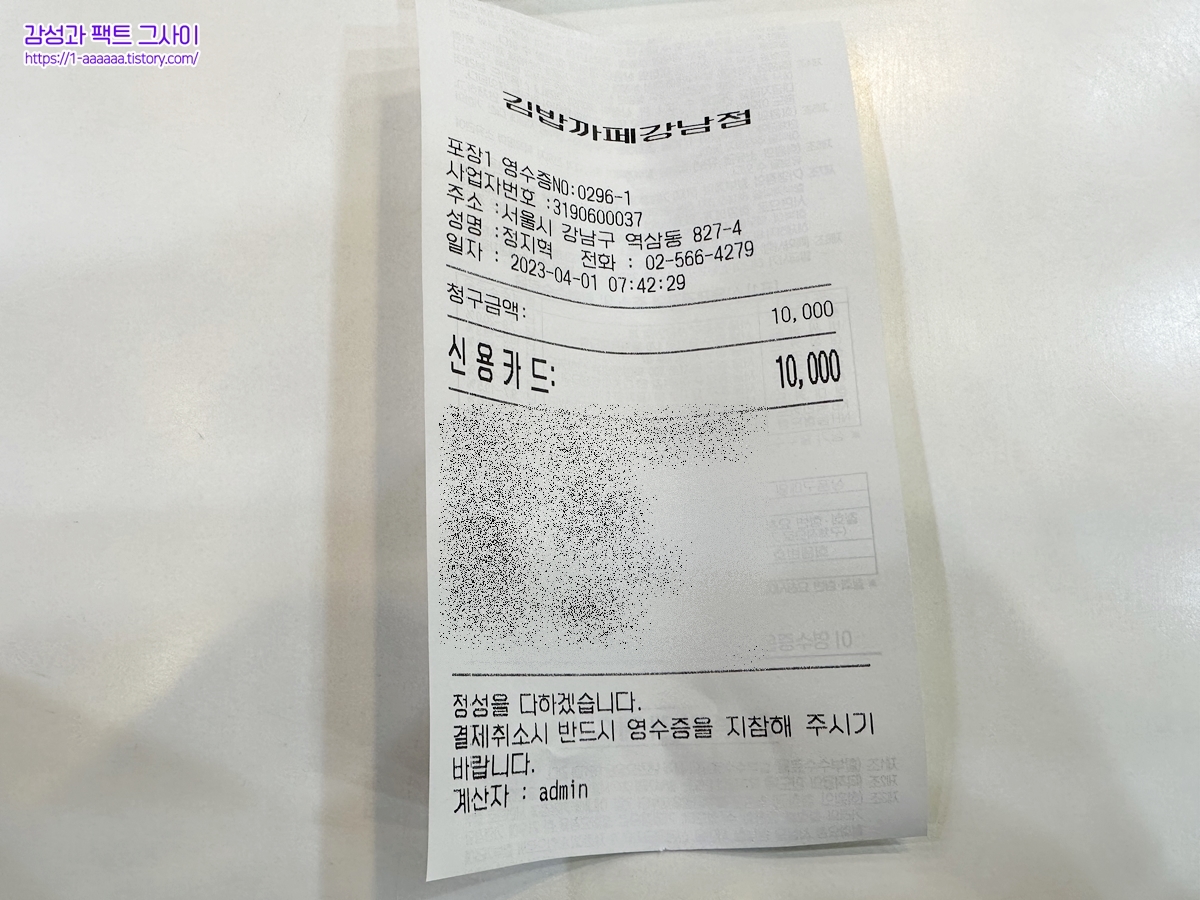 감성과 팩트 그사이
https://1-aaaaaa.tistory.com/
김밥까페강남점
포장1 영수증NO:0296-1
사업자번호 :3190600037
주소 :서울시 강남구 역삼동 827-4
성명 :정지혁 전화 : 02-566-4279
일자 : 2023-04-01 07:42:29
청구금액: 10,000
신용카드: 10,000
정성을 다하겠습니다.
결제취소시 반드시 영수증을 지참해 주시기
바랍니다.
계산자 : admin